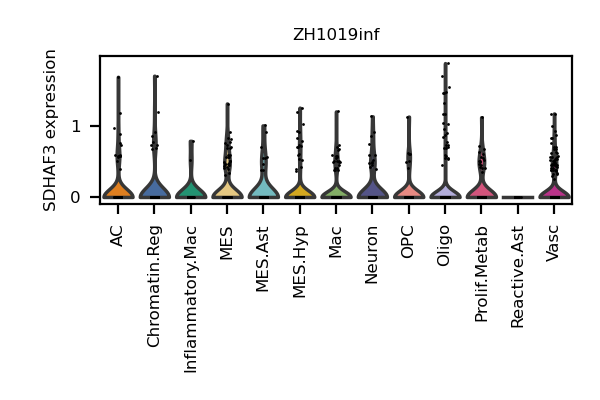 ZH1019inf
SDHAF3 expression
1
0
AC
Chromatin.Reg
Inflammatory.Mac
MES
MES.Ast
MES.Hyp
Mac
Neuron
OPC
Oligo
Prolif.Metab
Reactive.Ast
Vasc